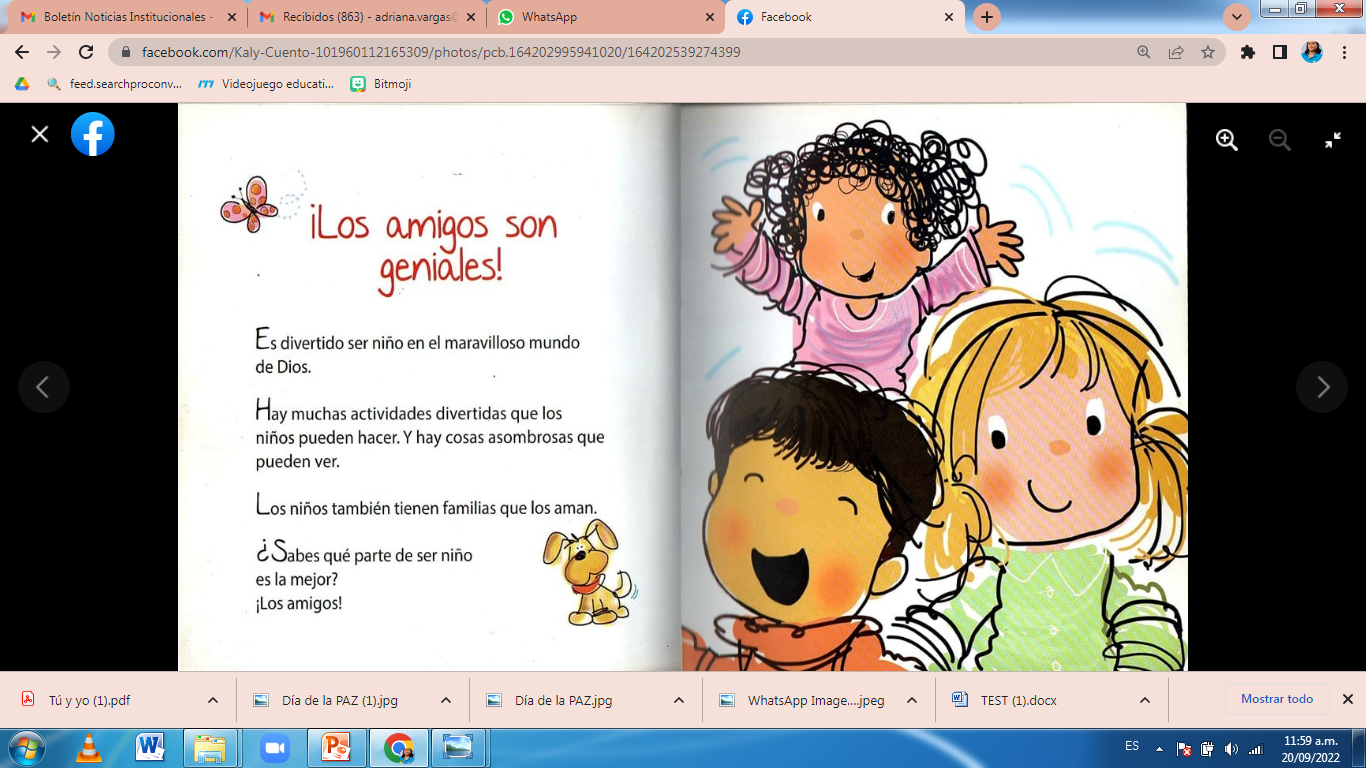 Boletín Noticias Institucionales -
Recibidos (863) - adriana.vargas@
WhatsApp
Facebook
facebook.com/Kaly-Cuento-101960112165309/photos/pcb.164202995941020/164202539274399
feed.searchproconv...
Videojuego educati...
Bitmoji
¡Los amigos son
geniales!
Es divertido ser niño en el maravilloso mundo
de Dios.
Hay muchas actividades divertidas que los
niños pueden hacer. Y hay cosas asombrosas que
pueden ver.
Los niños también tienen familias que los aman.
¿Sabes qué parte de ser niño
es la mejor?
¡Los amigos!
Tú y yo (1).pdf
Día de la PAZ (1).jpg
Día de la PAZ.jpg
WhatsApp Image....jpeg
TEST (1).docx
Mostrar todo
ES
11:59 a.m.
20/09/2022